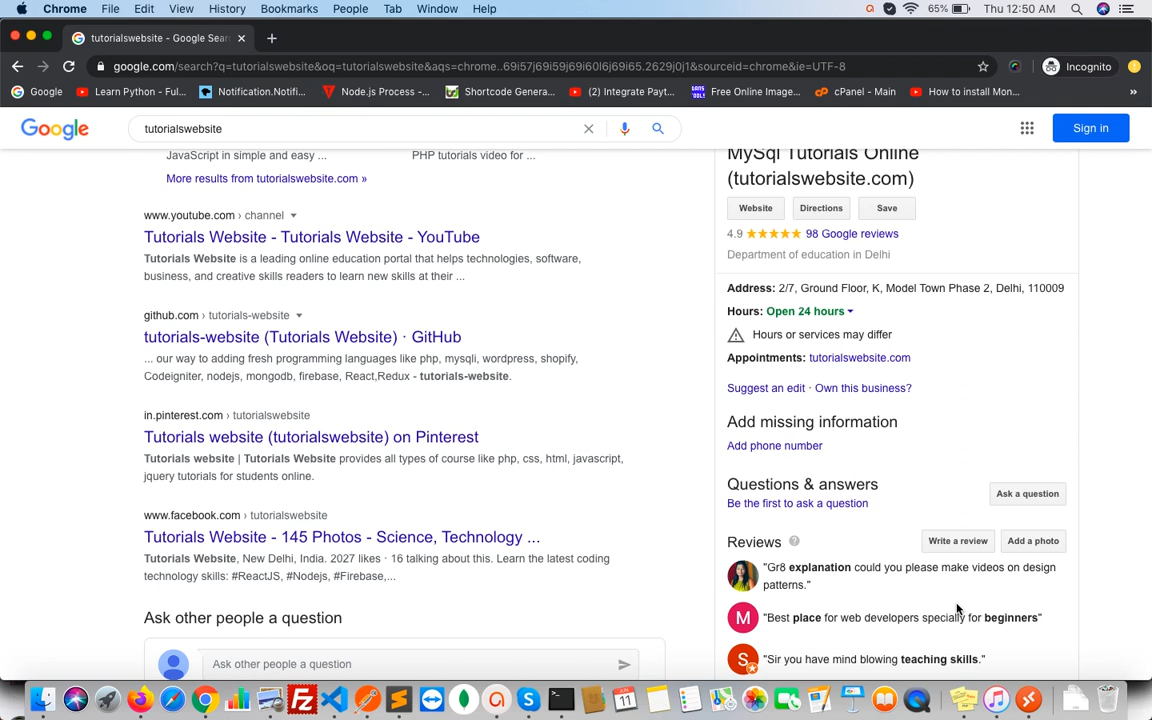 Chrome File Edit View History Bookmarks People Tab Window Help
65% Thu 12:50 AM
tutorialswebsite - Google Sear
google.com/search?q=tutorialswebsite&oq=tutorialswebsite&aqs=chrome..69i57j69i59j69i60l6j69i65.2629j0j1&sourceid=chrome&ie=UTF-8
Incognito
Google Learn Python - Ful... Notification.Notifi... Node.js Process -... Shortcode Genera... (2) Integrate Payt... Free Online Image... cPanel - Main How to install Mon... »
Google tutorialswebsite Sign in
JavaScript in simple and easy ... PHP tutorials video for ...
More results from tutorialswebsite.com »
www.youtube.com › channel
Tutorials Website - Tutorials Website - YouTube
Tutorials Website is a leading online education portal that helps technologies, software,
business, and creative skills readers to learn new skills at their ...
github.com › tutorials-website
tutorials-website (Tutorials Website) · GitHub
... our way to adding fresh programming languages like php, mysqli, wordpress, shopify,
Codeigniter, nodejs, mongodb, firebase, React,Redux - tutorials-website.
in.pinterest.com › tutorialswebsite
Tutorials website (tutorialswebsite) on Pinterest
Tutorials website | Tutorials Website provides all types of course like php, css, html, javascript,
jquery tutorials for students online.
www.facebook.com › tutorialswebsite
Tutorials Website - 145 Photos - Science, Technology ...
Tutorials Website, New Delhi, India. 2027 likes · 16 talking about this. Learn the latest coding
technology skills: #ReactJS, #Nodejs, #Firebase,...
Ask other people a question
Ask other people a question
MySql Tutorials Online
(tutorialswebsite.com)
Website Directions Save
4.9 98 Google reviews
Department of education in Delhi
Address: 2/7, Ground Floor, K, Model Town Phase 2, Delhi, 110009
Hours: Open 24 hours
Hours or services may differ
Appointments: tutorialswebsite.com
Suggest an edit · Own this business?
Add missing information
Add phone number
Questions & answers
Be the first to ask a question
Ask a question
Reviews
Write a review Add a photo
"Gr8 explanation could you please make videos on design
patterns."
M "Best place for web developers specially for beginners"
S "Sir you have mind blowing teaching skills."